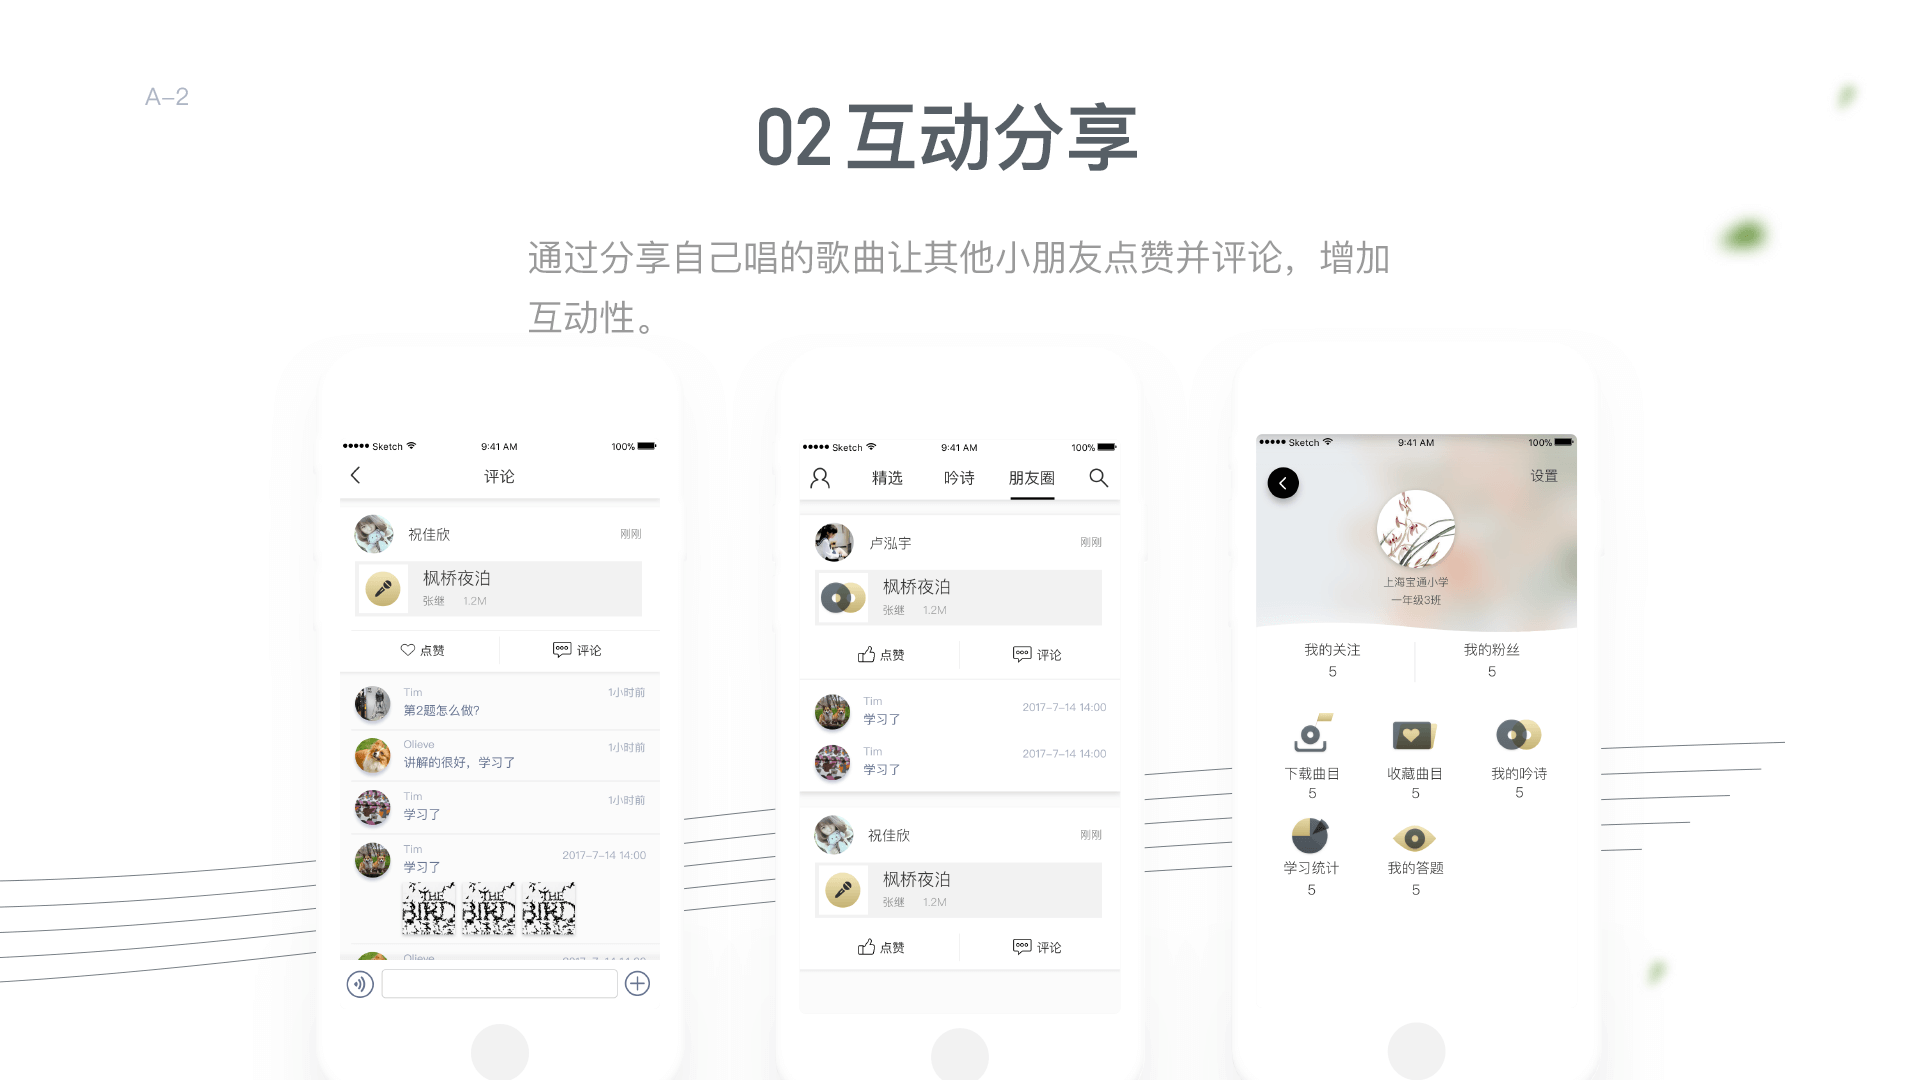 A-2
02 互动分享
通过分享自己唱的歌曲让其他小朋友点赞并评论，增加
互动性。
Sketch 9:41 AM 100%
评论
祝佳欣 刚刚
枫桥夜泊
张继 1.2M
点赞 评论
Tim 1小时前
第2题怎么做?
Olieve 1小时前
讲解的很好，学习了
Tim 1小时前
学习了
Tim 2017-7-14 14:00
学习了
THE BIRD THE BIRD THE BIRD
Olieve 2017-7-14 14:00
Sketch 9:41 AM 100%
精选 吟诗 朋友圈
卢泓宇 刚刚
枫桥夜泊
张继 1.2M
点赞 评论
Tim 2017-7-14 14:00
学习了
Tim 2017-7-14 14:00
学习了
祝佳欣 刚刚
枫桥夜泊
张继 1.2M
点赞 评论
Sketch 9:41 AM 100%
设置
上海宝通小学
一年级3班
我的关注 我的粉丝
5 5
下载曲目 收藏曲目 我的吟诗
5 5 5
学习统计 我的答题
5 5